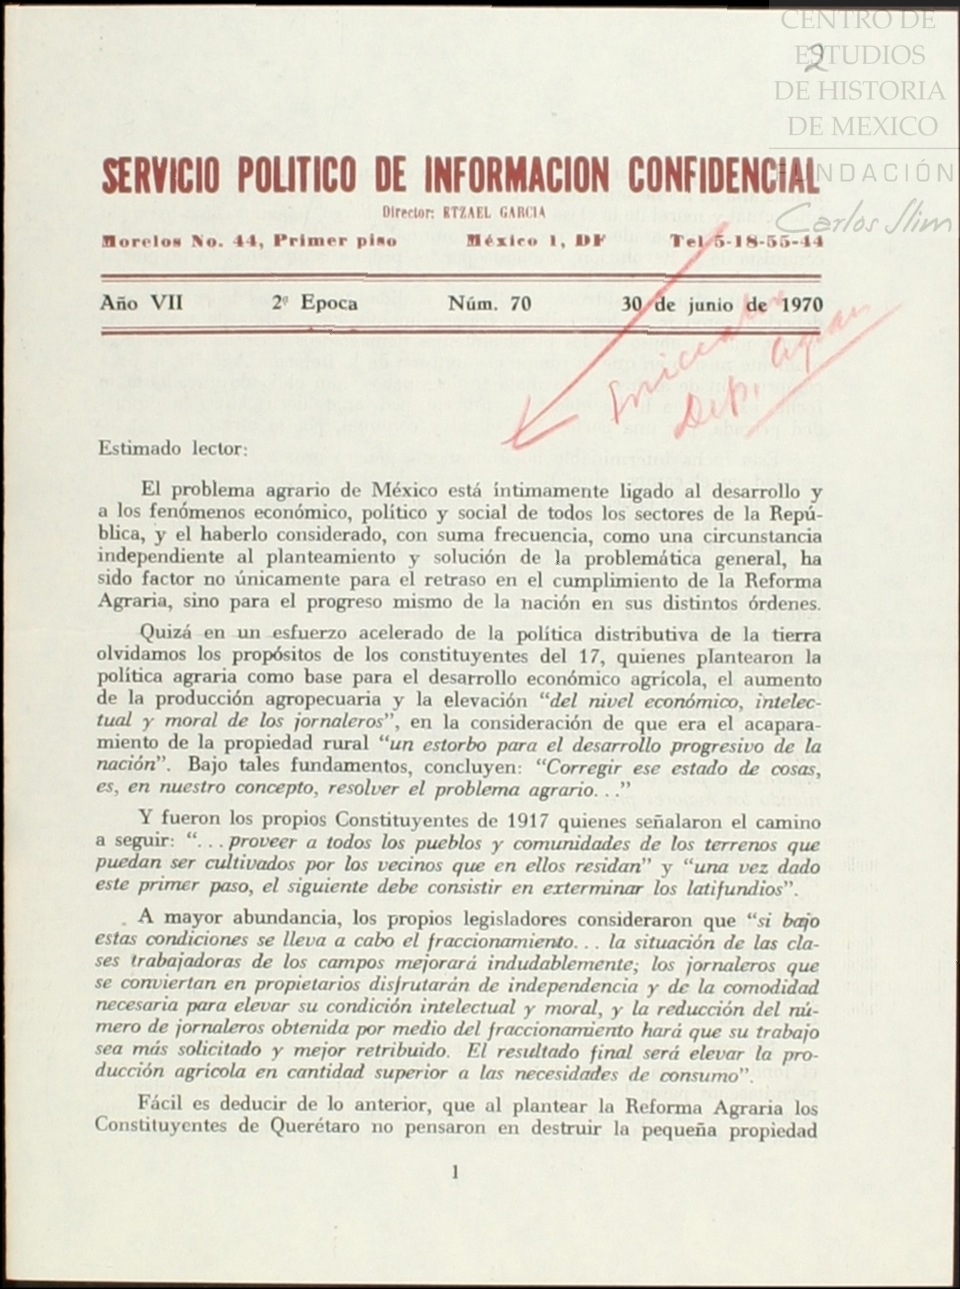 CENTRO DE
ESTUDIOS
DE HISTORIA
DE MEXICO
FUNDACIÓN
Carlos Slim
2
SERVICIO POLITICO DE INFORMACION CONFIDENCIAL
Director: ETZAEL GARCIA
Morelos No. 44, Primer piso México 1, DF Tel 5-18-55-44
Año VII 2ª Epoca Núm. 70 30 de junio de 1970
Dep. Agrar
Estimado lector:
El problema agrario de México está íntimamente ligado al desarrollo y
a los fenómenos económico, político y social de todos los sectores de la Repú-
blica, y el haberlo considerado, con suma frecuencia, como una circunstancia
independiente al planteamiento y solución de la problemática general, ha
sido factor no únicamente para el retraso en el cumplimiento de la Reforma
Agraria, sino para el progreso mismo de la nación en sus distintos órdenes.
Quizá en un esfuerzo acelerado de la política distributiva de la tierra
olvidamos los propósitos de los constituyentes del 17, quienes plantearon la
política agraria como base para el desarrollo económico agrícola, el aumento
de la producción agropecuaria y la elevación "del nivel económico, intelec-
tual y moral de los jornaleros", en la consideración de que era el acapara-
miento de la propiedad rural "un estorbo para el desarrollo progresivo de la
nación". Bajo tales fundamentos, concluyen: "Corregir ese estado de cosas,
es, en nuestro concepto, resolver el problema agrario. . ."
Y fueron los propios Constituyentes de 1917 quienes señalaron el camino
a seguir: ". . . proveer a todos los pueblos y comunidades de los terrenos que
puedan ser cultivados por los vecinos que en ellos residan" y "una vez dado
este primer paso, el siguiente debe consistir en exterminar los latifundios".
A mayor abundancia, los propios legisladores consideraron que "si bajo
estas condiciones se lleva a cabo el fraccionamiento. . . la situación de las cla-
ses trabajadoras de los campos mejorará indudablemente; los jornaleros que
se conviertan en propietarios disfrutarán de independencia y de la comodidad
necesaria para elevar su condición intelectual y moral, y la reducción del nú-
mero de jornaleros obtenida por medio del fraccionamiento hará que su trabajo
sea más solicitado y mejor retribuido. El resultado final será elevar la pro-
ducción agrícola en cantidad superior a las necesidades de consumo".
Fácil es deducir de lo anterior, que al plantear la Reforma Agraria los
Constituyentes de Querétaro no pensaron en destruir la pequeña propiedad
1